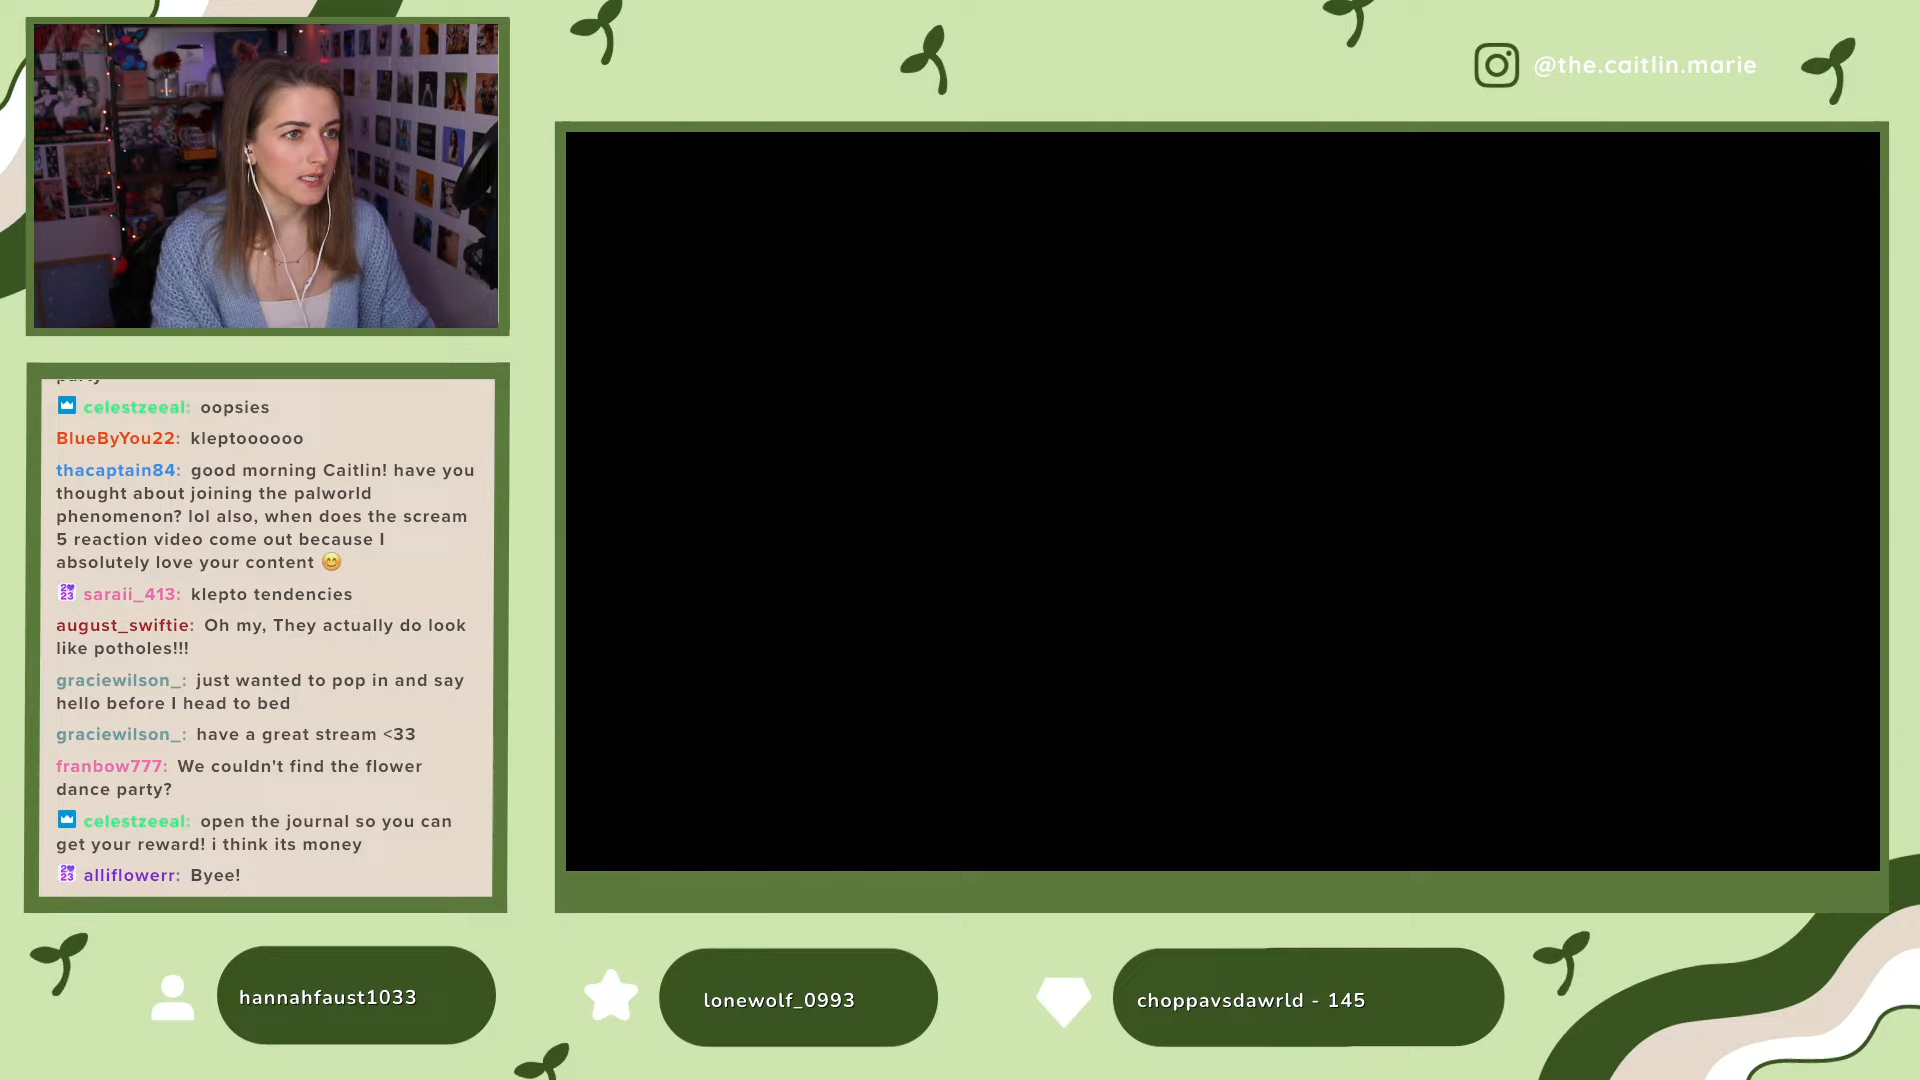 @the.caitlin.marie
party
celestzeeal: oopsies
BlueByYou22: kleptoooooo
thacaptain84: good morning Caitlin! have you
thought about joining the palworld
phenomenon? lol also, when does the scream
5 reaction video come out because I
absolutely love your content 😊
saraii_413: klepto tendencies
august_swiftie: Oh my, They actually do look
like potholes!!!
graciewilson_: just wanted to pop in and say
hello before I head to bed
graciewilson_: have a great stream <33
franbow777: We couldn't find the flower
dance party?
celestzeeal: open the journal so you can
get your reward! i think its money
alliflowerr: Byee!
hannahfaust1033
lonewolf_0993
choppavsdawrld - 145